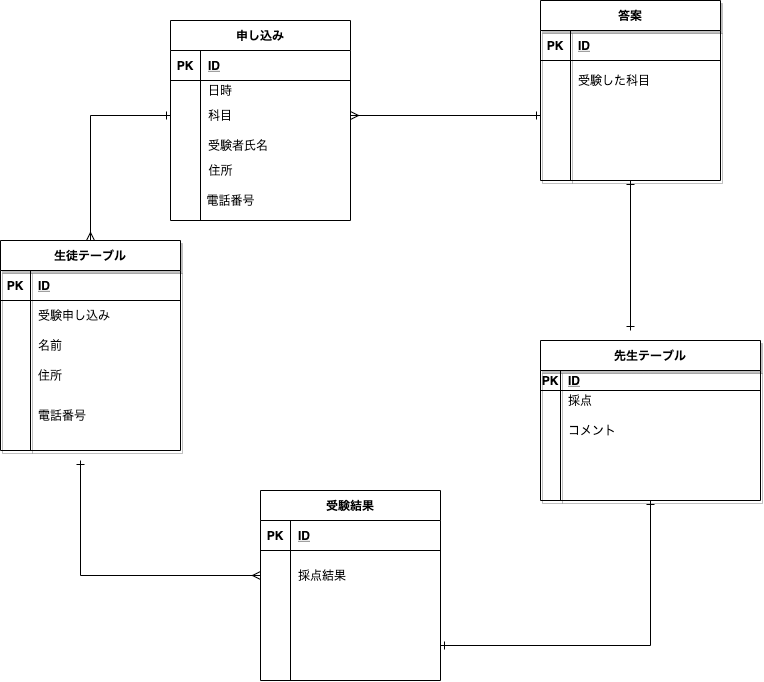 申し込み
PK ID
日時
科目
受験者氏名
住所
電話番号
答案
PK ID
受験した科目
生徒テーブル
PK ID
受験申し込み
名前
住所
電話番号
先生テーブル
PK ID
採点
コメント
受験結果
PK ID
採点結果